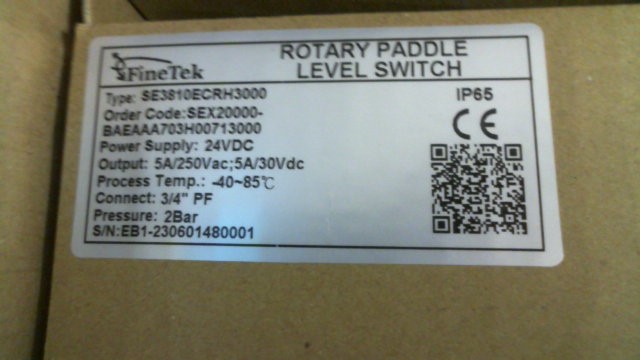 FineTek
ROTARY PADDLE
LEVEL SWITCH
Type: SE3810ECRH3000
IP65
Order Code:SEX20000-
BAEAAA703H00713000
CE
Power Supply: 24VDC
Output: 5A/250Vac;5A/30Vdc
Process Temp.: -40~85℃
Connect: 3/4" PF
Pressure: 2Bar
S/N:EB1-230601480001